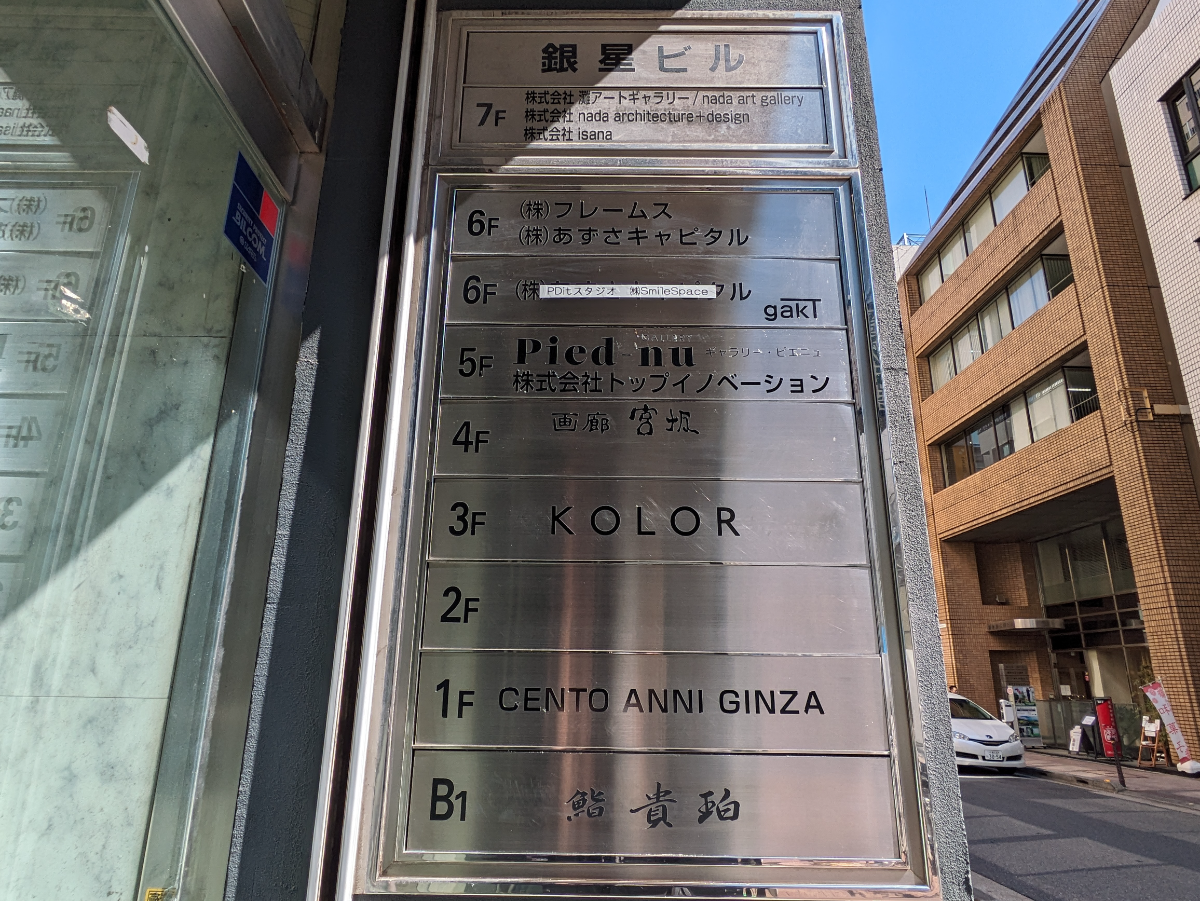 銀星ビル
7F
株式会社 灘アートギャラリー/nada art gallery
株式会社 nada architecture+design
株式会社 isana
6F
(株)フレームス
(株)あずさキャピタル
6F
(株)
PDitスタジオ ㈱SmileSpace
タル
gakT
5F
Pied-nu ギャラリー・ピエニュ
株式会社トップイノベーション
4F
画廊 宮坂
3F
KOLOR
2F
1F
CENTO ANNI GINZA
B1
鮨 貴珀